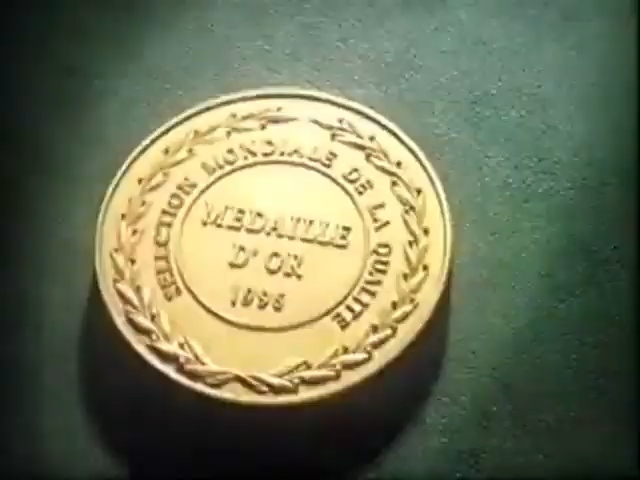 SELECTION MONDIALE DE LA QUALITE
MEDAILLE
D'OR
1996